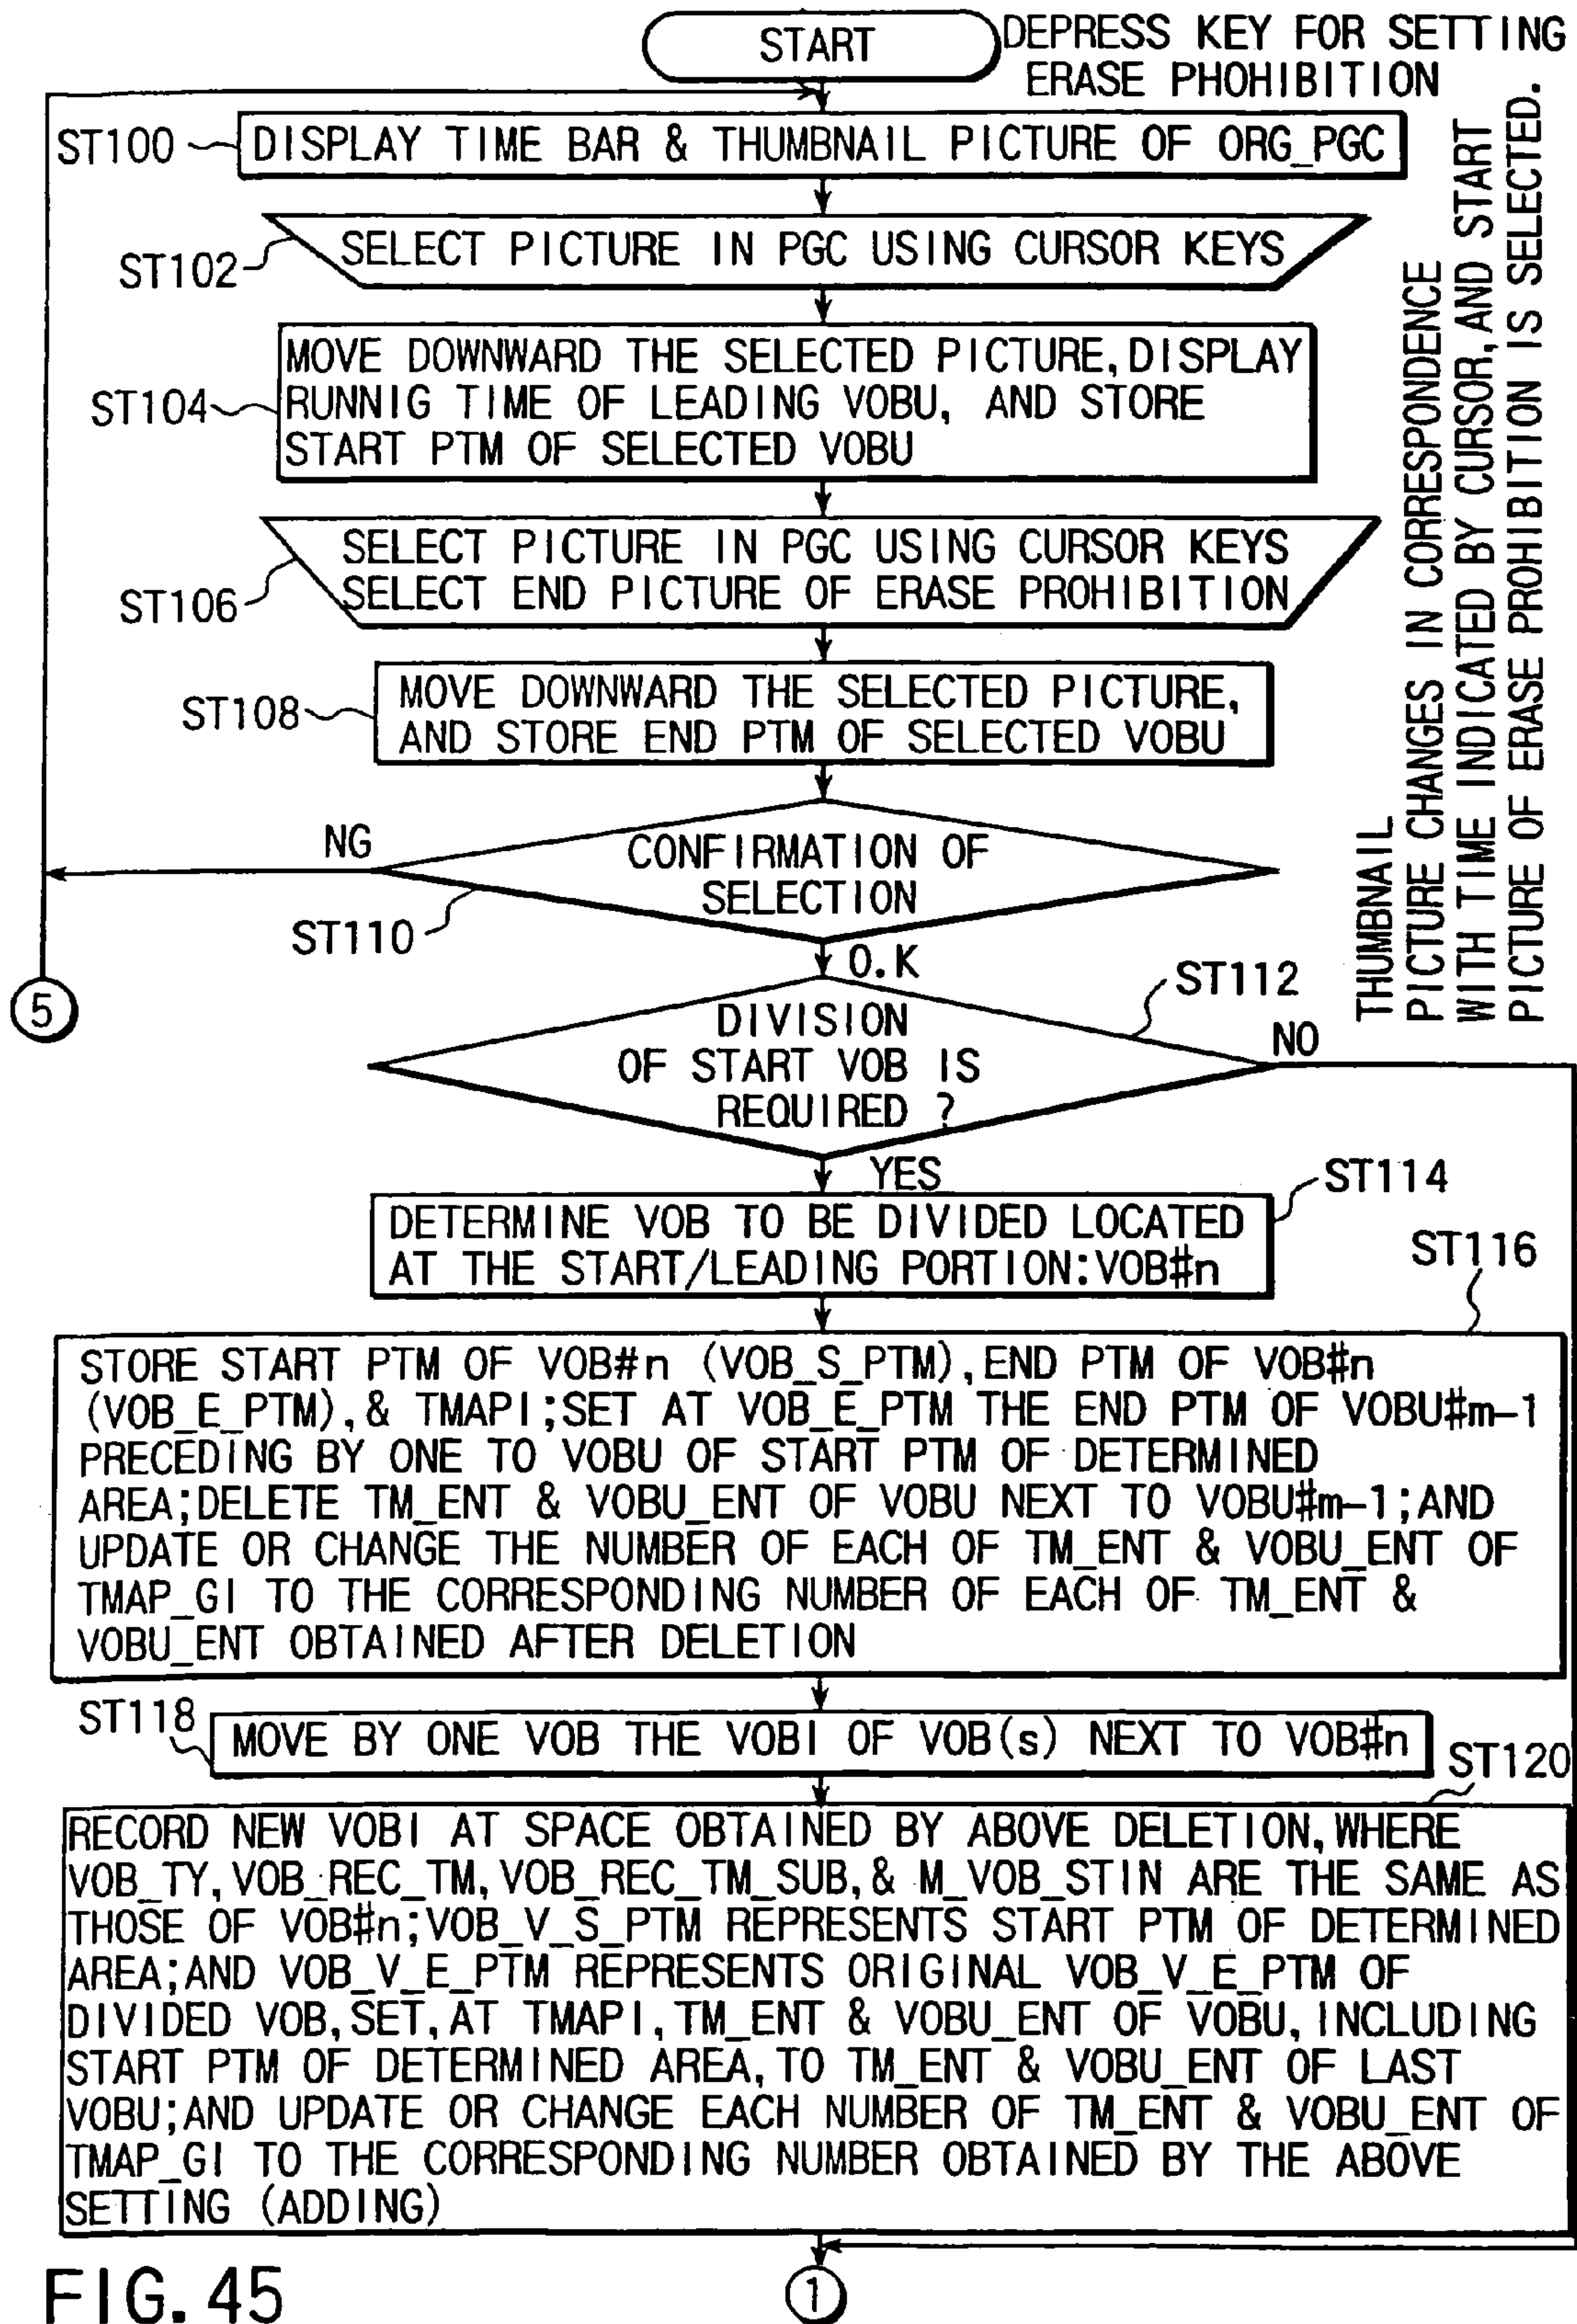 START
DEPRESS KEY FOR SETTING
ERASE PHOHIBITION
ST100
DISPLAY TIME BAR & THUMBNAIL PICTURE OF ORG_PGC
ST102
SELECT PICTURE IN PGC USING CURSOR KEYS
THUMBNAIL
PICTURE CHANGES IN CORRESPONDENCE
WITH TIME INDICATED BY CURSOR, AND START
PICTURE OF ERASE PROHIBITION IS SELECTED.
ST104
MOVE DOWNWARD THE SELECTED PICTURE, DISPLAY
RUNNIG TIME OF LEADING VOBU, AND STORE
START PTM OF SELECTED VOBU
ST106
SELECT PICTURE IN PGC USING CURSOR KEYS
SELECT END PICTURE OF ERASE PROHIBITION
ST108
MOVE DOWNWARD THE SELECTED PICTURE,
AND STORE END PTM OF SELECTED VOBU
NG
CONFIRMATION OF
SELECTION
ST110
O.K
5
ST112
DIVISION
OF START VOB IS
REQUIRED ?
NO
YES
ST114
DETERMINE VOB TO BE DIVIDED LOCATED
AT THE START/LEADING PORTION:VOB#n
ST116
STORE START PTM OF VOB#n (VOB_S_PTM), END PTM OF VOB#n
(VOB_E_PTM), & TMAPI;SET AT VOB_E_PTM THE END PTM OF VOBU#m-1
PRECEDING BY ONE TO VOBU OF START PTM OF DETERMINED
AREA;DELETE TM_ENT & VOBU_ENT OF VOBU NEXT TO VOBU#m-1;AND
UPDATE OR CHANGE THE NUMBER OF EACH OF TM_ENT & VOBU_ENT OF
TMAP_GI TO THE CORRESPONDING NUMBER OF EACH OF TM_ENT &
VOBU_ENT OBTAINED AFTER DELETION
ST118
MOVE BY ONE VOB THE VOBI OF VOB(s) NEXT TO VOB#n
ST120
RECORD NEW VOBI AT SPACE OBTAINED BY ABOVE DELETION, WHERE
VOB_TY, VOB_REC_TM, VOB_REC_TM_SUB, & M_VOB_STIN ARE THE SAME AS
THOSE OF VOB#n;VOB_V_S_PTM REPRESENTS START PTM OF DETERMINED
AREA;AND VOB_V_E_PTM REPRESENTS ORIGINAL VOB_V_E_PTM OF
DIVIDED VOB, SET, AT TMAPI, TM_ENT & VOBU_ENT OF VOBU, INCLUDING
START PTM OF DETERMINED AREA, TO TM_ENT & VOBU_ENT OF LAST
VOBU;AND UPDATE OR CHANGE EACH NUMBER OF TM_ENT & VOBU_ENT OF
TMAP_GI TO THE CORRESPONDING NUMBER OBTAINED BY THE ABOVE
SETTING (ADDING)
1
FIG. 45